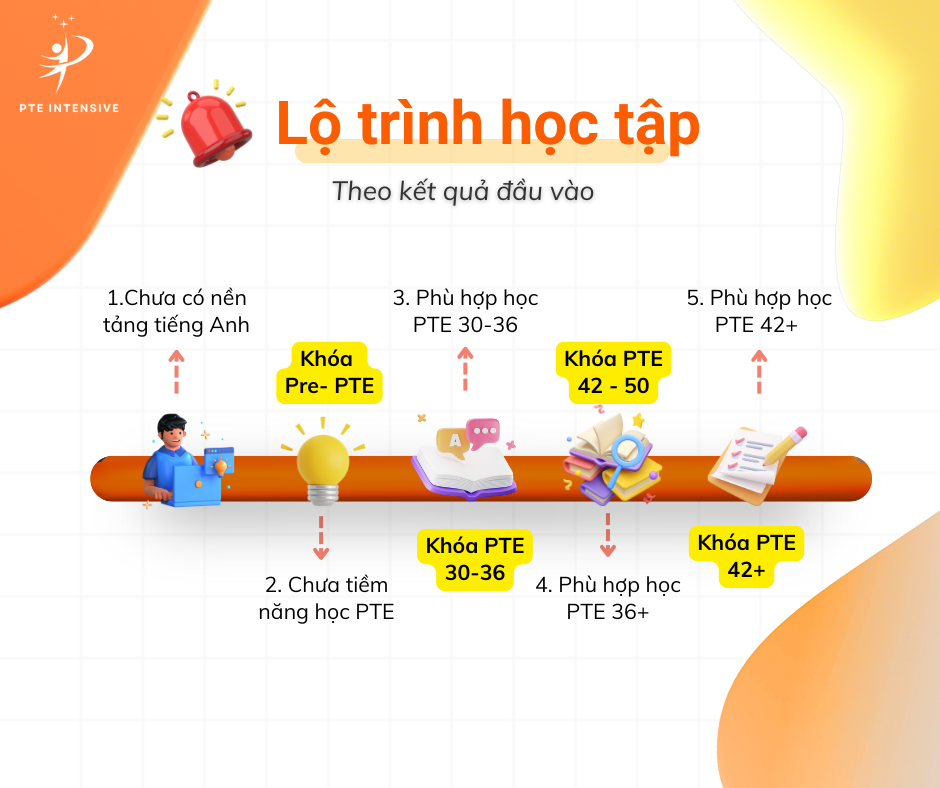 PTE INTENSIVE
Lộ trình học tập
Theo kết quả đầu vào
1.Chưa có nền
tảng tiếng Anh
Khóa
Pre- PTE
2. Chưa tiềm
năng học PTE
3. Phù hợp học
PTE 30-36
A
Khóa PTE
30-36
Khóa PTE
42 - 50
4. Phù hợp học
PTE 36+
5. Phù hợp học
PTE 42+
Khóa PTE
42+